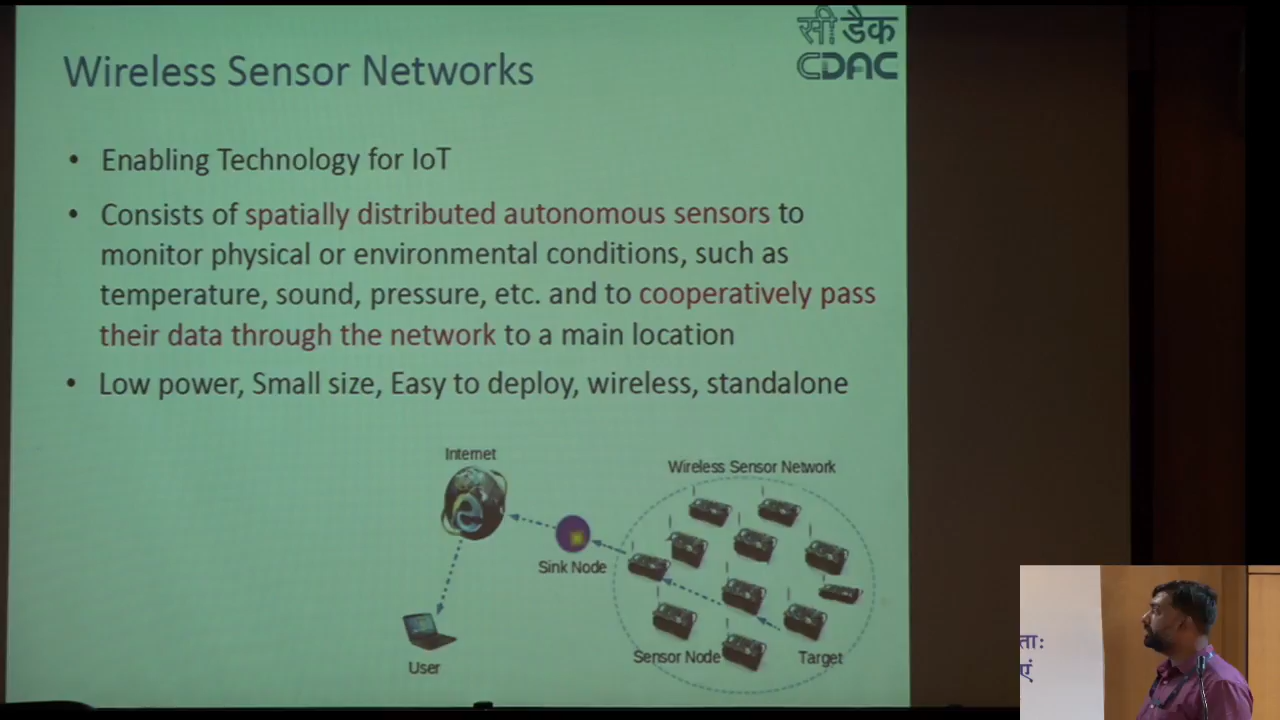 सी डैक
CDAC
Wireless Sensor Networks
• Enabling Technology for IoT
• Consists of spatially distributed autonomous sensors to
monitor physical or environmental conditions, such as
temperature, sound, pressure, etc. and to cooperatively pass
their data through the network to a main location
• Low power, Small size, Easy to deploy, wireless, standalone
Internet
Wireless Sensor Network
Sink Node
Sensor Node
Target
User